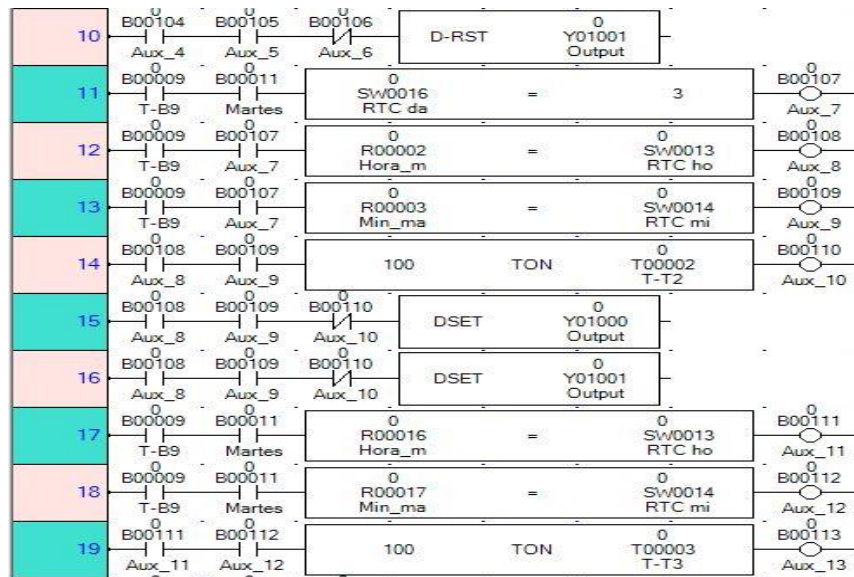 0
B00104 B00105 B00106 0
10 D-RST Y01001
Aux_4 Aux_5 Aux_6 Output
0 0 0 0
B00009 B00011 SW0016 = 3 B00107
11 T-B9 Martes RTC da Aux_7
0 0 0 0 0
B00009 B00107 R00002 = SW0013 B00108
12 T-B9 Aux_7 Hora_m RTC ho Aux_8
0 0 0 0 0
B00009 B00107 R00003 = SW0014 B00109
13 T-B9 Aux_7 Min_ma RTC mi Aux_9
0 0 0 0
B00108 B00109 100 TON T00002 B00110
14 Aux_8 Aux_9 T-T2 Aux_10
0 0 0 0
B00108 B00109 B00110 DSET Y01000
15 Aux_8 Aux_9 Aux_10 Output
0 0 0 0
B00108 B00109 B00110 DSET Y01001
16 Aux_8 Aux_9 Aux_10 Output
0 0 0 0 0
B00009 B00011 R00016 = SW0013 B00111
17 T-B9 Martes Hora_m RTC ho Aux_11
0 0 0 0 0
B00009 B00011 R00017 = SW0014 B00112
18 T-B9 Martes Min_ma RTC mi Aux_12
0 0 0 0
B00111 B00112 100 TON T00003 B00113
19 Aux_11 Aux_12 T-T3 Aux_13